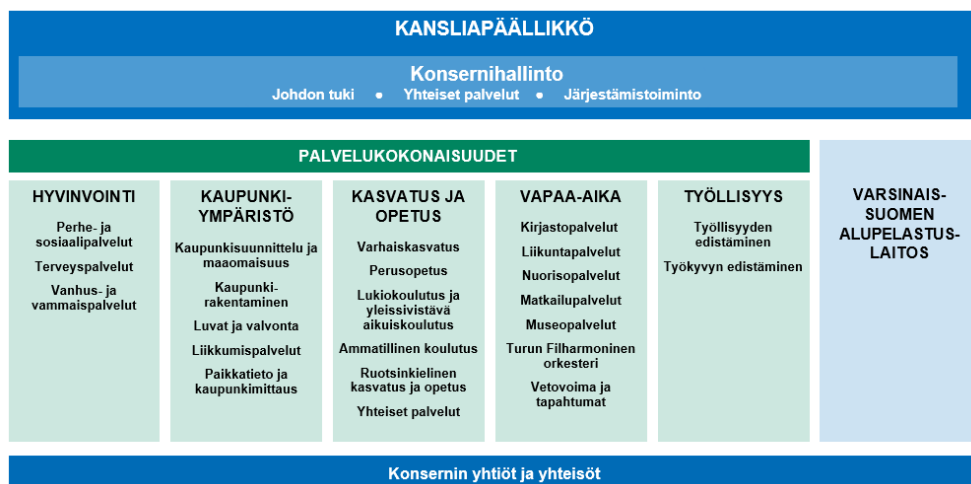 KANSLIAPÄÄLLIKKÖ
Konsernihallinto
Johdon tuki ● Yhteiset palvelut ● Järjestämistoiminto
PALVELUKOKONAISUUDET
HYVINVOINTI
Perhe- ja
sosiaalipalvelut
Terveyspalvelut
Vanhus- ja
vammaispalvelut
KAUPUNKI-
YMPÄRISTÖ
Kaupunkisuunnittelu ja
maaomaisuus
Kaupunki-
rakentaminen
Luvat ja valvonta
Liikkumispalvelut
Paikkatieto ja
kaupunkimittaus
KASVATUS JA
OPETUS
Varhaiskasvatus
Perusopetus
Lukiokoulutus ja
yleissivistävä
aikuiskoulutus
Ammatillinen koulutus
Ruotsinkielinen
kasvatus ja opetus
Yhteiset palvelut
VAPAA-AIKA
Kirjastopalvelut
Liikuntapalvelut
Nuorisopalvelut
Matkailupalvelut
Museopalvelut
Turun Filharmoninen
orkesteri
Vetovoima ja
tapahtumat
TYÖLLISYYS
Työllisyyden
edistäminen
Työkyvyn edistäminen
VARSINAIS-
SUOMEN
ALUPELASTUS-
LAITOS
Konsernin yhtiöt ja yhteisöt